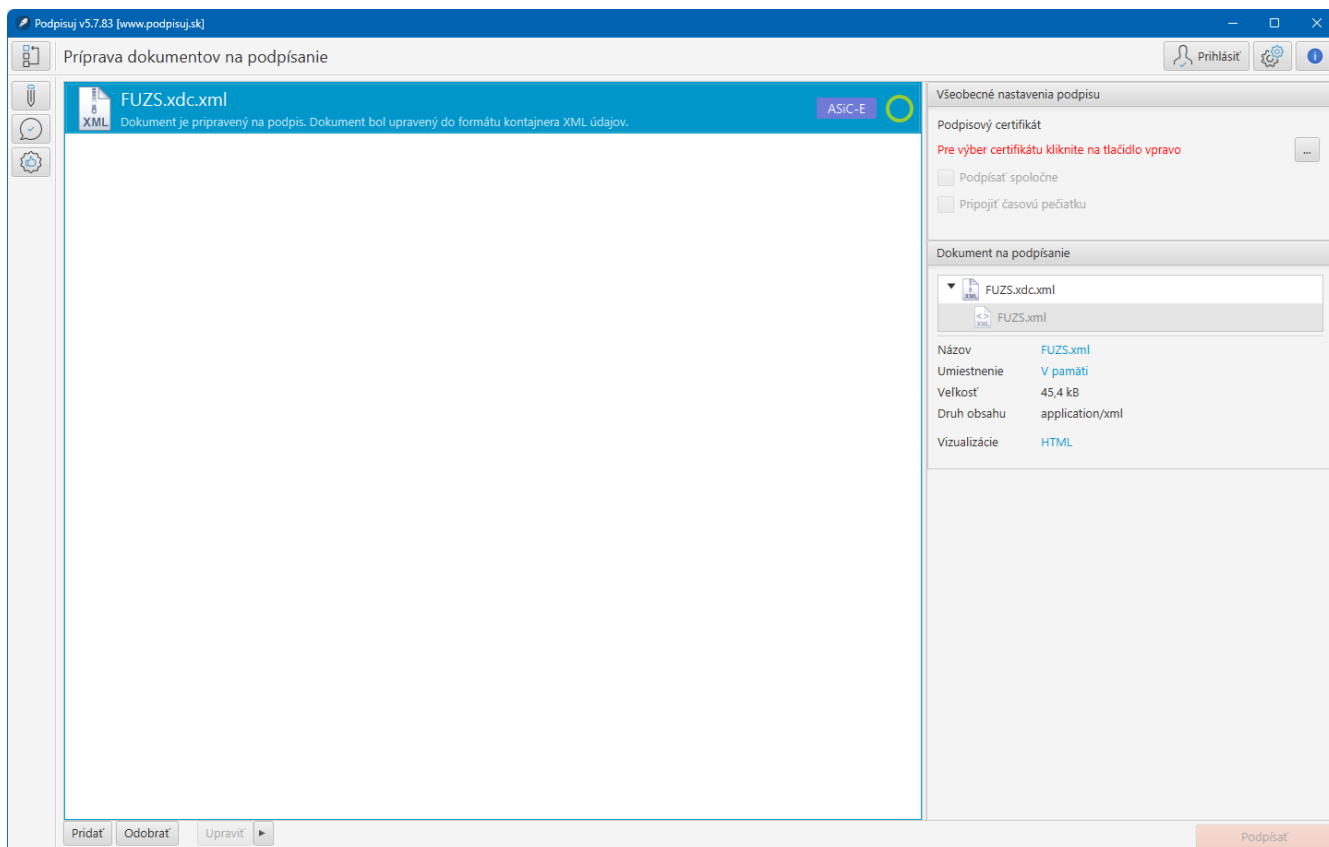 Podpisuj v5.7.83 [www.podpisuj.sk]
Príprava dokumentov na podpísanie
Prihlásiť
FUZS.xdc.xml
Dokument je pripravený na podpis. Dokument bol upravený do formátu kontajnera XML údajov.
XML
ASiC-E
Všeobecné nastavenia podpisu
Podpisový certifikát
Pre výber certifikátu kliknite na tlačidlo vpravo
...
Podpísať spoločne
Pripojiť časovú pečiatku
Dokument na podpísanie
XML
FUZS.xdc.xml
XML
FUZS.xml
Názov FUZS.xml
Umiestnenie V pamäti
Veľkosť 45,4 kB
Druh obsahu application/xml
Vizualizácie HTML
Pridať Odobrať Upraviť
Podpísať